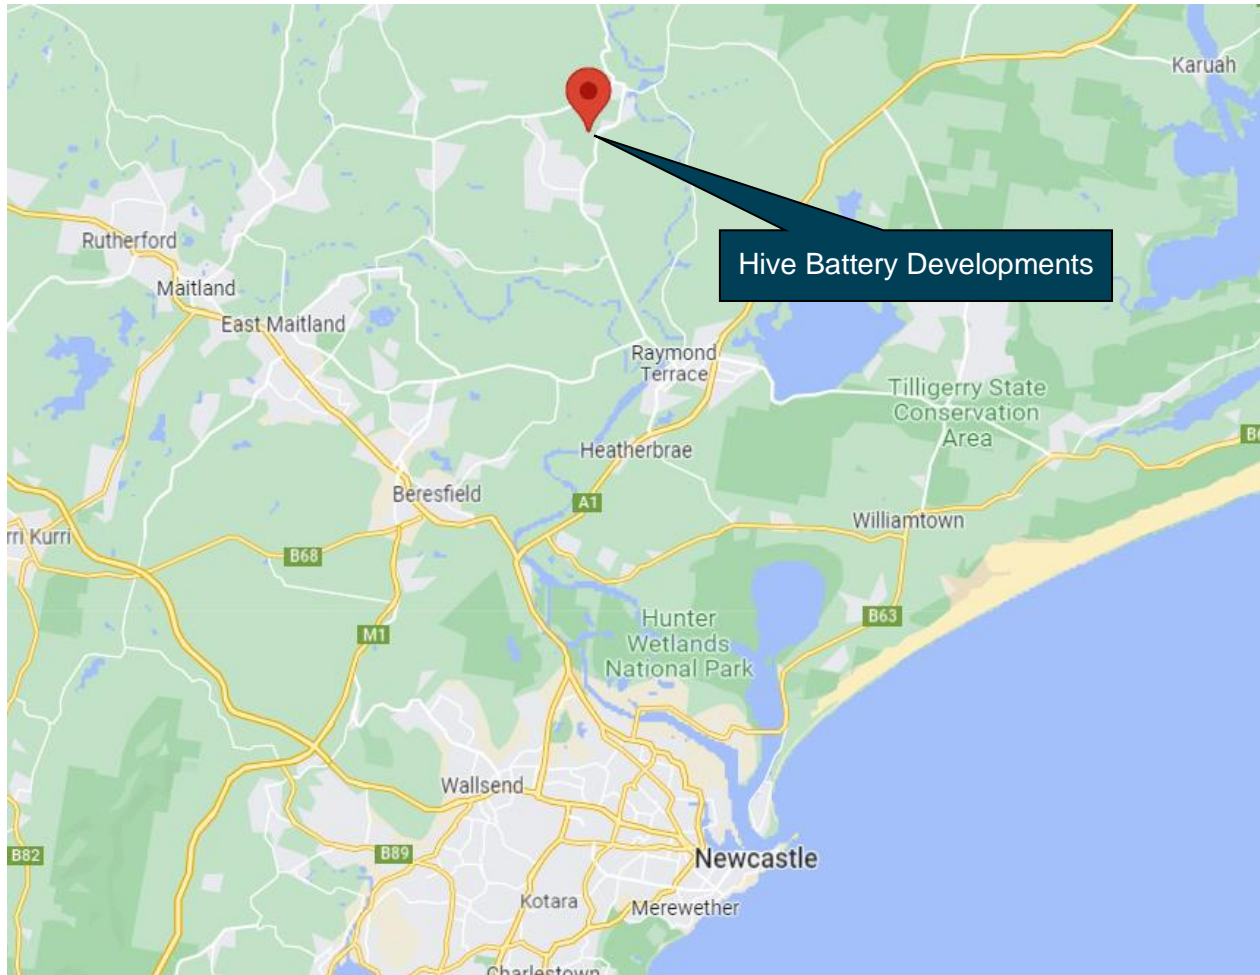 Karuah
Hive Battery Developments
Rutherford
Maitland
East Maitland
Raymond
Terrace
Tilligerry State
Conservation
Area
Heatherbrae
B6
Beresfield
A1
Williamtown
rri Kurri
B68
Hunter
Wetlands
National Park
B63
M1
Wallsend
B82
B89
Newcastle
Kotara
Merewether
Charlestown